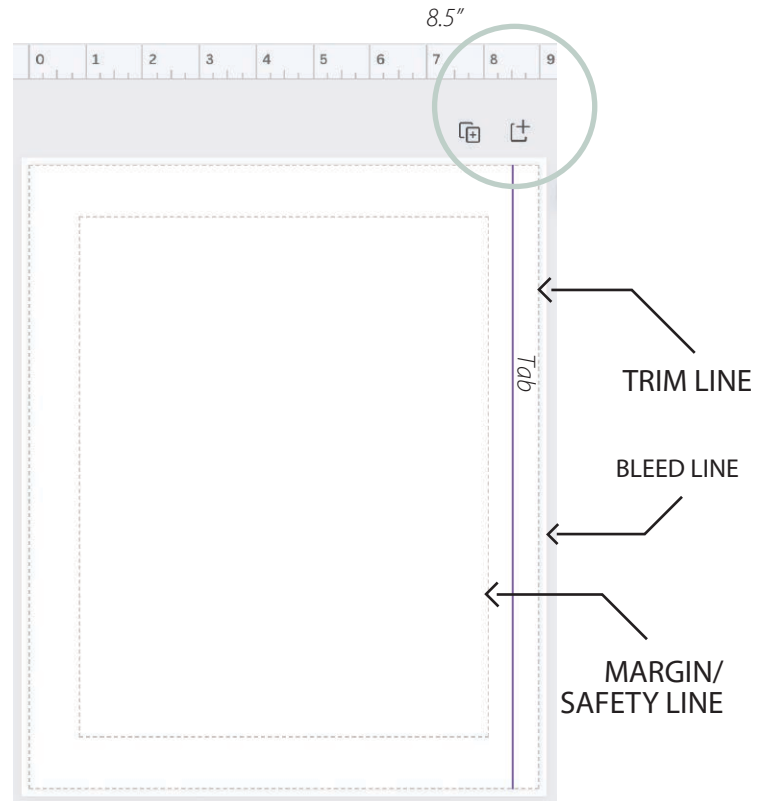 8.5″
0 1 2 3 4 5 6 7 8 9
Tab
TRIM LINE
BLEED LINE
MARGIN/
SAFETY LINE